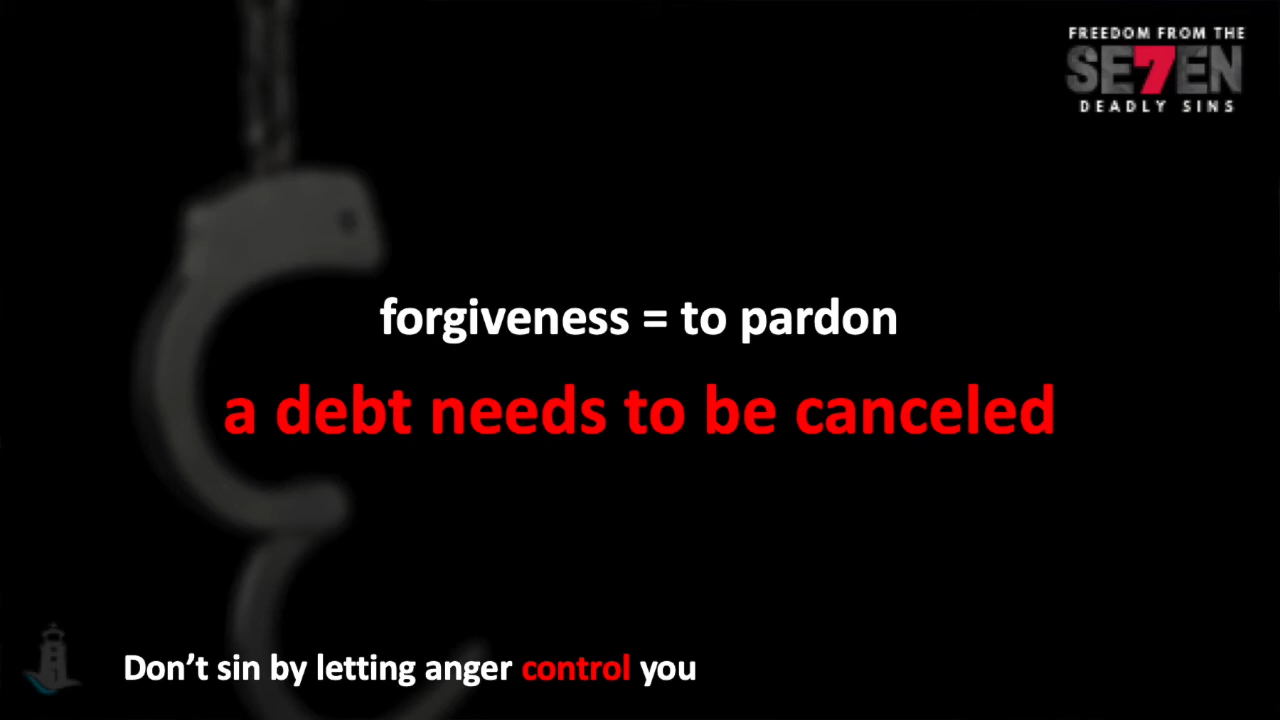 FREEDOM FROM THE
SE7EN
DEADLY SINS
forgiveness = to pardon
a debt needs to be canceled
Don’t sin by letting anger control you